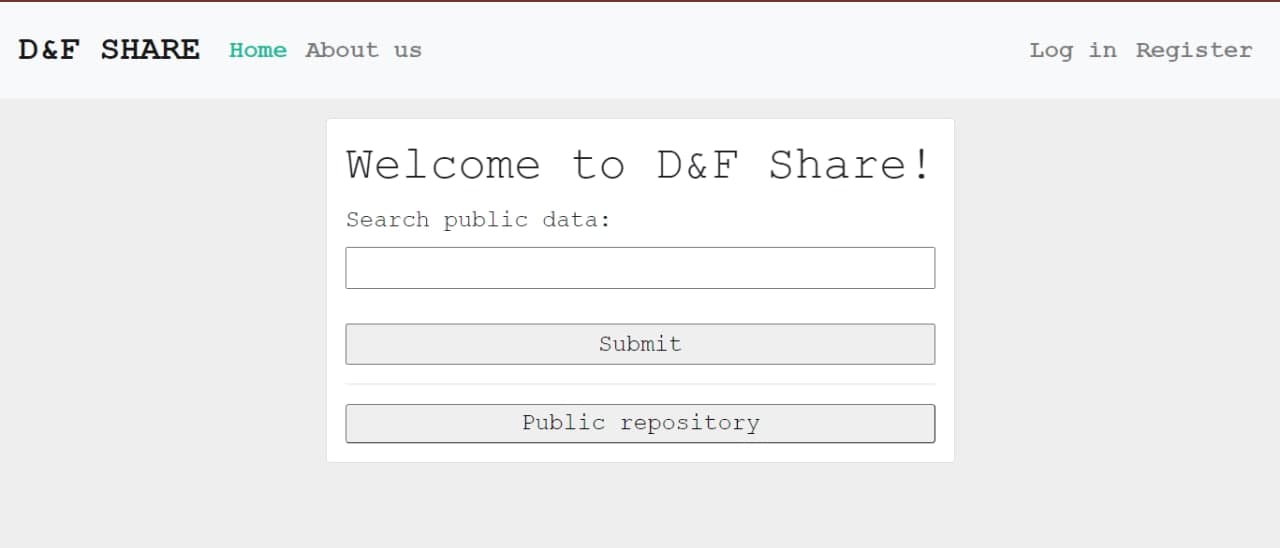 D&F SHARE Home About us Log in Register
Welcome to D&F Share!
Search public data:
Submit
Public repository